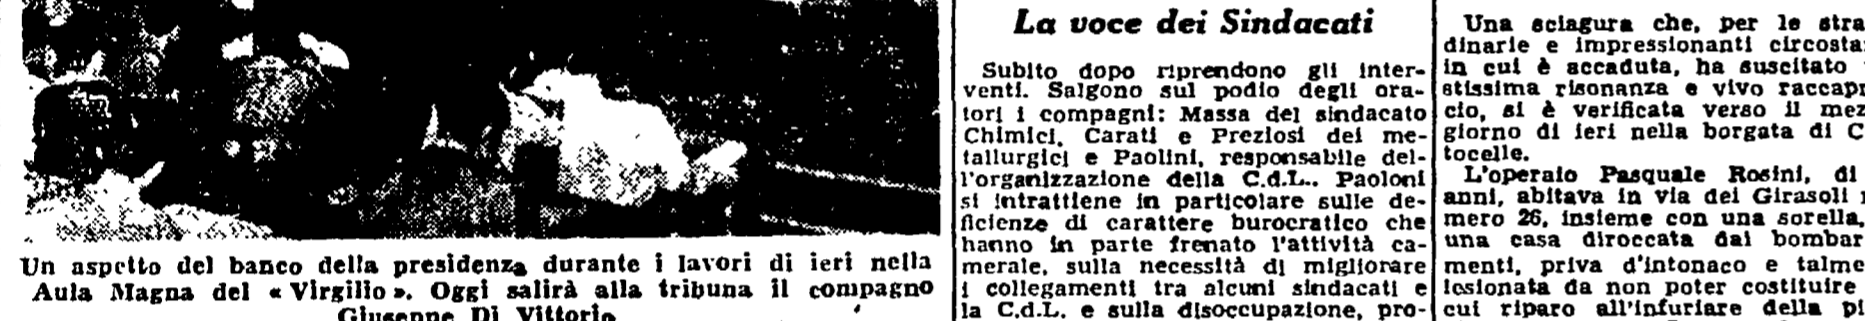 Un aspetto del banco della presidenza durante i lavori di ieri nella
Aula Magna del « Virgilio ». Oggi salirà alla tribuna il compagno
Giuseppe Di Vittorio
La voce dei Sindacati
Subito dopo riprendono gli inter-
venti. Salgono sul podio degli ora-
tori i compagni: Massa del sindacato
Chimici, Carati e Preziosi dei me-
tallurgici e Paolini, responsabile del-
l'organizzazione della C.d.L.. Paoloni
si intrattiene in particolare sulle de-
ficienze di carattere burocratico che
hanno in parte frenato l'attività ca-
merale, sulla necessità di migliorare
i collegamenti tra alcuni sindacati e
la C.d.L. e sulla disoccupazione, pro-
Una sciagura che, per le stra
dinarie e impressionanti circosta
in cui è accaduta, ha suscitato
stissima risonanza e vivo raccap
cio, si è verificata verso il mez
giorno di ieri nella borgata di C
tocelle.
L'operaio Pasquale Rosini, di
anni, abitava in via dei Girasoli
mero 26, insieme con una sorella,
una casa diroccata dai bombar
menti, priva d'intonaco e talme
lesionata da non poter costituire
cui riparo all'infuriare della pi